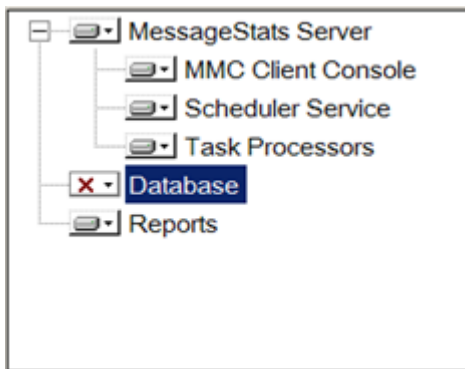 MessageStats Server
MMC Client Console
Scheduler Service
Task Processors
Database
Reports